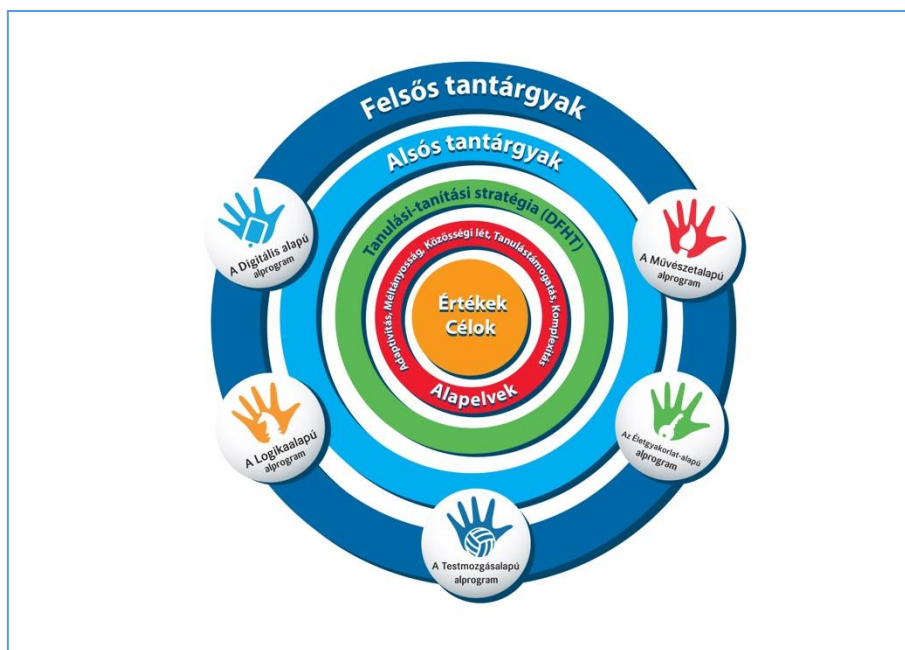 Felsős tantárgyak
Alsós tantárgyak
Tanulási-tanítási stratégia (DFHT)
Adaptivitás, Méltányosság, Közösségi lét, Tanulástámogatás, Komplexitás
Értékek
Célok
Alapelvek
A Digitális alapú
alprogram
A Művészetalapú
alprogram
A Logikaalapú
alprogram
Az Életgyakorlat-alapú
alprogram
A Testmozgásalapú
alprogram